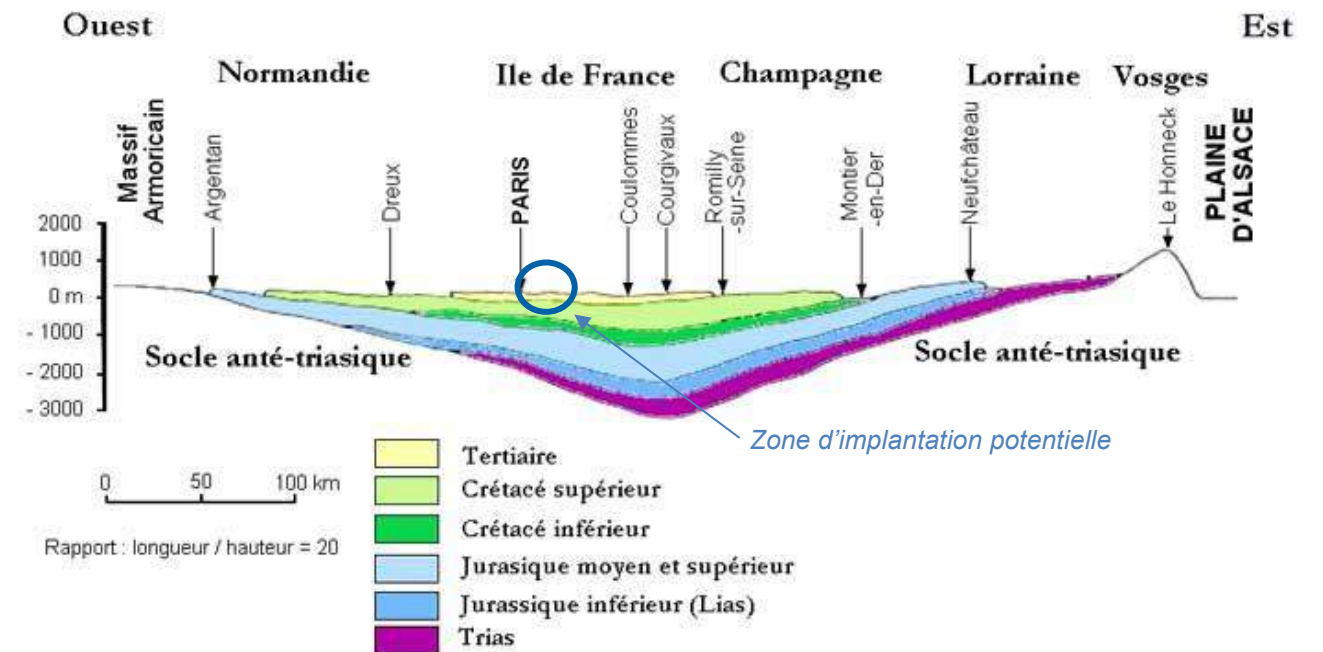 Ouest
Est
Normandie
Ile de France
Champagne
Lorraine
Vosges
Massif
Armoricain
Argentan
Dreux
PARIS
Coulommes
Courgivaux
Romilly
-sur-Seine
Montier
-en-Der
Neufchâteau
Le Honneck
PLAINE
D'ALSACE
2000
1000
0 m
- 1000
- 2000
- 3000
Socle anté-triasique
Socle anté-triasique
Zone d'implantation potentielle
0 50 100 km
Rapport : longueur / hauteur = 20
Tertiaire
Crétacé supérieur
Crétacé inférieur
Jurasique moyen et supérieur
Jurassique inférieur (Lias)
Trias